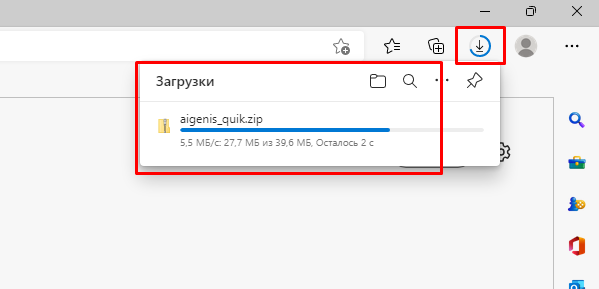 Загрузки
aigenis_quik.zip
5,5 МБ/с: 27,7 МБ из 39,6 МБ, Осталось 2 с